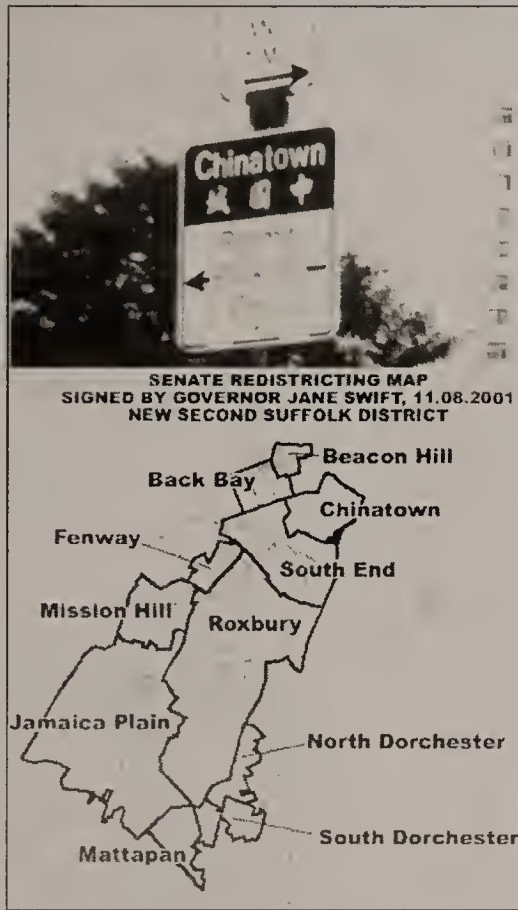 Chinatown
SENATE REDISTRICTING MAP
SIGNED BY GOVERNOR JANE SWIFT, 11.08.2001
NEW SECOND SUFFOLK DISTRICT
Beacon Hill
Back Bay
Chinatown
Fenway
South End
Mission Hill
Roxbury
Jamaica Plain
North Dorchester
South Dorchester
Mattapan